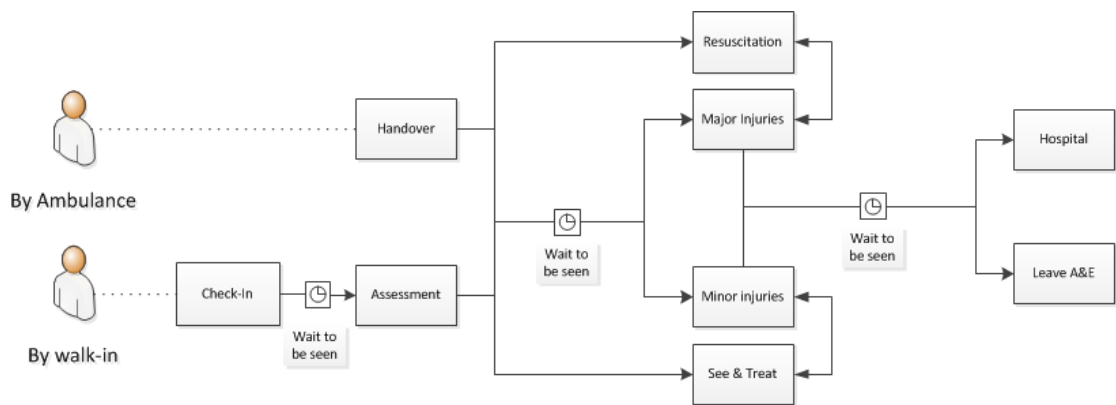 Resuscitation
Handover
Major Injuries
Hospital
By Ambulance
Wait to
be seen
Wait to
be seen
Check-In
Assessment
Minor injuries
Leave A&E
Wait to
be seen
By walk-in
See & Treat